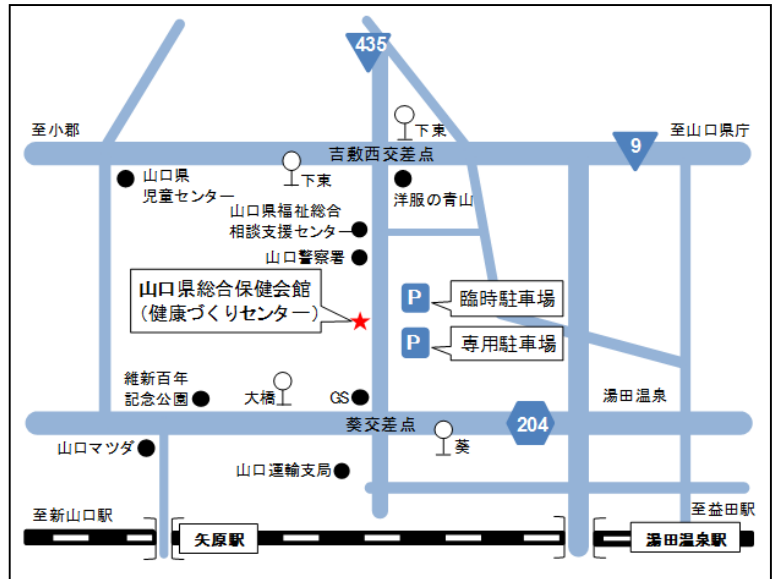 435
至小郡
下東
至山口県庁
9
吉敷西交差点
山口県
児童センター
下東
洋服の青山
山口県福祉総合
相談支援センター
山口警察署
山口県総合保健会館
(健康づくりセンター)
P
臨時駐車場
P
専用駐車場
維新百年
記念公園
大橋
GS
湯田温泉
葵交差点
204
山口マツダ
葵
山口運輸支局
至新山口駅
至益田駅
矢原駅
湯田温泉駅